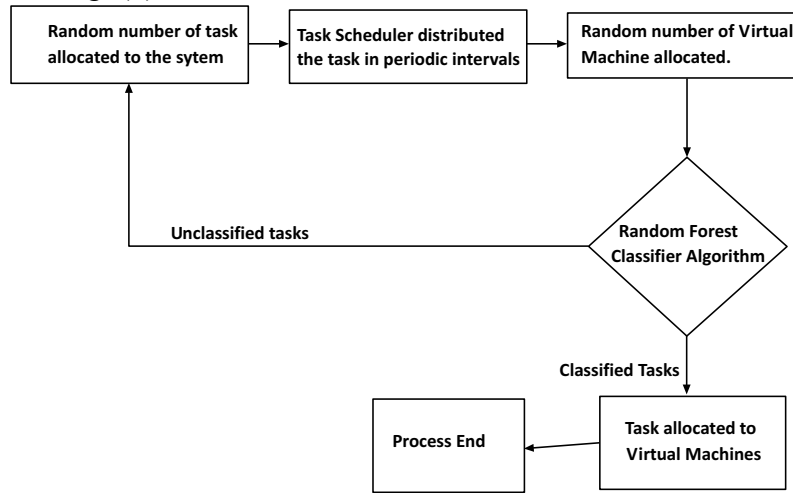 Random number of task
allocated to the sytem
Task Scheduler distributed
the task in periodic intervals
Random number of Virtual
Machine allocated.
Unclassified tasks
Random Forest
Classifier Algorithm
Classified Tasks
Process End
Task allocated to
Virtual Machines